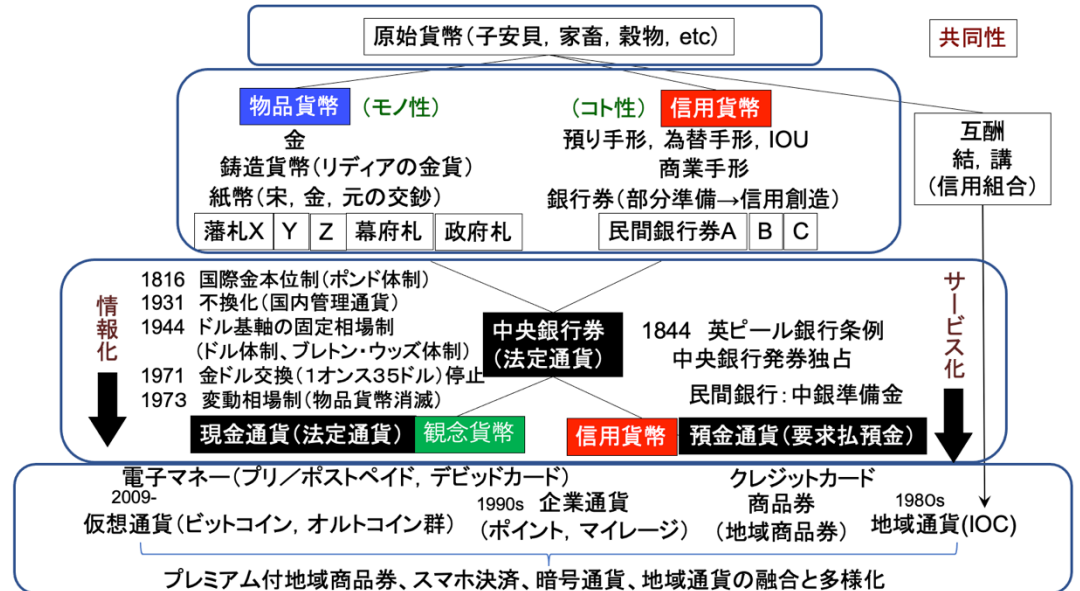 原始貨幣(子安貝, 家畜, 穀物, etc)
共同性
物品貨幣 (モノ性)
(コト性) 信用貨幣
金
鋳造貨幣(リディアの金貨)
紙幣(宋, 金, 元の交鈔)
藩札X Y Z 幕府札 政府札
預り手形, 為替手形, IOU
商業手形
銀行券(部分準備→信用創造)
民間銀行券A B C
互酬
結, 講
(信用組合)
情報化
1816 国際金本位制(ポンド体制)
1931 不換化(国内管理通貨)
1944 ドル基軸の固定相場制
(ドル体制、ブレトン・ウッズ体制)
1971 金ドル交換(1オンス35ドル)停止
1973 変動相場制(物品貨幣消滅)
中央銀行券
(法定通貨)
1844 英ピール銀行条例
中央銀行発券独占
民間銀行:中銀準備金
サービス化
現金通貨(法定通貨) 観念貨幣
信用貨幣 預金通貨(要求払預金)
電子マネー(プリ/ポストペイド, デビットカード)
2009-
仮想通貨(ビットコイン, オルトコイン群)
1990s 企業通貨
(ポイント, マイレージ)
クレジットカード
商品券
(地域商品券)
1980s
地域通貨(IOC)
プレミアム付地域商品券、スマホ決済、暗号通貨、地域通貨の融合と多様化